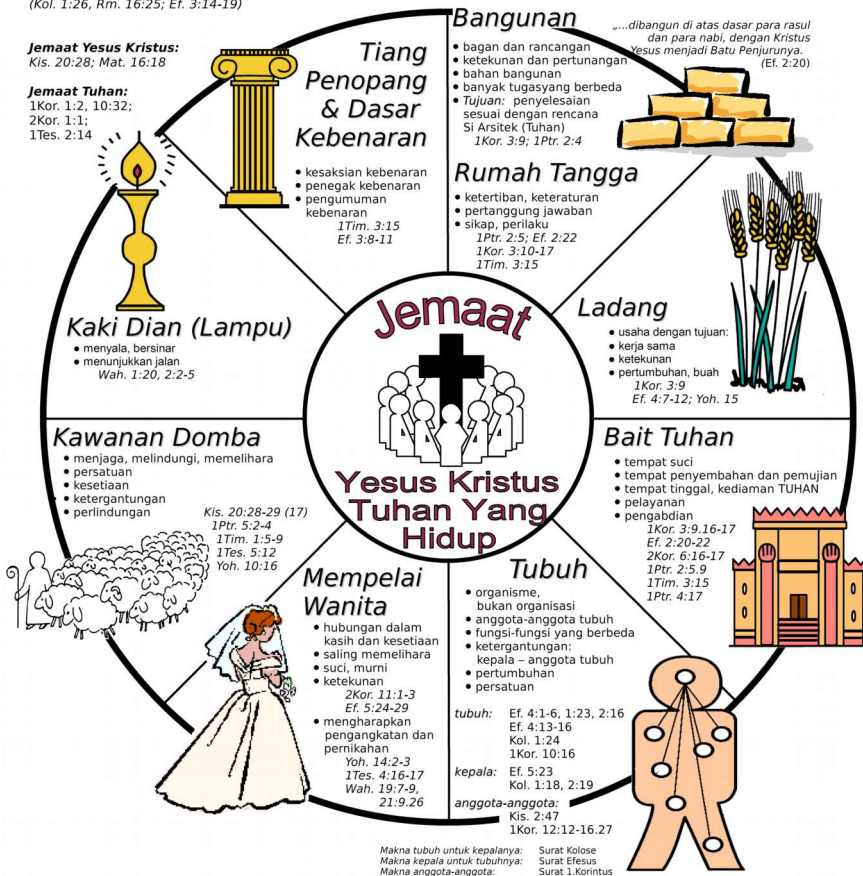 (Kol. 1:26, Rm. 16:25; Ef. 3:14-19)
Jemaat Yesus Kristus:
Kis. 20:28; Mat. 16:18
Jemaat Tuhan:
1Kor. 1:2, 10:32;
2Kor. 1:1;
1Tes. 2:14
Tiang
Penopang
& Dasar
Kebenaran
• kesaksian kebenaran
• penegak kebenaran
• pengumuman
kebenaran
1Tim. 3:15
Ef. 3:8-11
Bangunan
• bagan dan rancangan
• ketekunan dan pertunangan
• bahan bangunan
• banyak tugasyang berbeda
• Tujuan: penyelesaian
sesuai dengan rencana
Si Arsitek (Tuhan)
1Kor. 3:9; 1Ptr. 2:4
„...dibangun di atas dasar para rasul
dan para nabi, dengan Kristus
Yesus menjadi Batu Penjurunya.
(Ef. 2:20)
Rumah Tangga
• ketertiban, keteraturan
• pertanggung jawaban
• sikap, perilaku
1Ptr. 2:5; Ef. 2:22
1Kor. 3:10-17
1Tim. 3:15
Ladang
• usaha dengan tujuan:
• kerja sama
• ketekunan
• pertumbuhan, buah
1Kor. 3:9
Ef. 4:7-12; Yoh. 15
Kaki Dian (Lampu)
• menyala, bersinar
• menunjukkan jalan
Wah. 1:20, 2:2-5
Jemaat
Yesus Kristus
Tuhan Yang
Hidup
Kawanan Domba
• menjaga, melindungi, memelihara
• persatuan
• kesetiaan
• ketergantungan
• perlindungan
Kis. 20:28-29 (17)
1Ptr. 5:2-4
1Tim. 1:5-9
1Tes. 5:12
Yoh. 10:16
Bait Tuhan
• tempat suci
• tempat penyembahan dan pemujian
• tempat tinggal, kediaman TUHAN
• pelayanan
• pengabdian
1Kor. 3:9.16-17
Ef. 2:20-22
2Kor. 6:16-17
1Ptr. 2:5.9
1Tim. 3:15
1Ptr. 4:17
Mempelai
Wanita
• hubungan dalam
kasih dan kesetiaan
• saling memelihara
• suci, murni
• ketekunan
2Kor. 11:1-3
Ef. 5:24-29
• mengharapkan
pengangkatan dan
pernikahan
Yoh. 14:2-3
1Tes. 4:16-17
Wah. 19:7-9,
21:9.26
Tubuh
• organisme,
bukan organisasi
• anggota-anggota tubuh
• fungsi-fungsi yang berbeda
• ketergantungan:
kepala – anggota tubuh
• pertumbuhan
• persatuan
tubuh: Ef. 4:1-6, 1:23, 2:16
Ef. 4:13-16
Kol. 1:24
1Kor. 10:16
kepala: Ef. 5:23
Kol. 1:18, 2:19
anggota-anggota:
Kis. 2:47
1Kor. 12:12-16.27
Makna tubuh untuk kepalanya: Surat Kolose
Makna kepala untuk tubuhnya: Surat Efesus
Makna anggota-anggota: Surat 1.Korintus